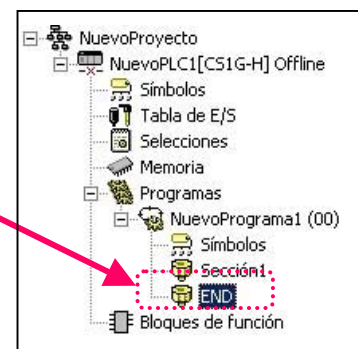 NuevoProyecto
NuevoPLC1[CS1G-H] Offline
Símbolos
Tabla de E/S
Selecciones
Memoria
Programas
NuevoPrograma1 (00)
Símbolos
Sección1
END
Bloques de función